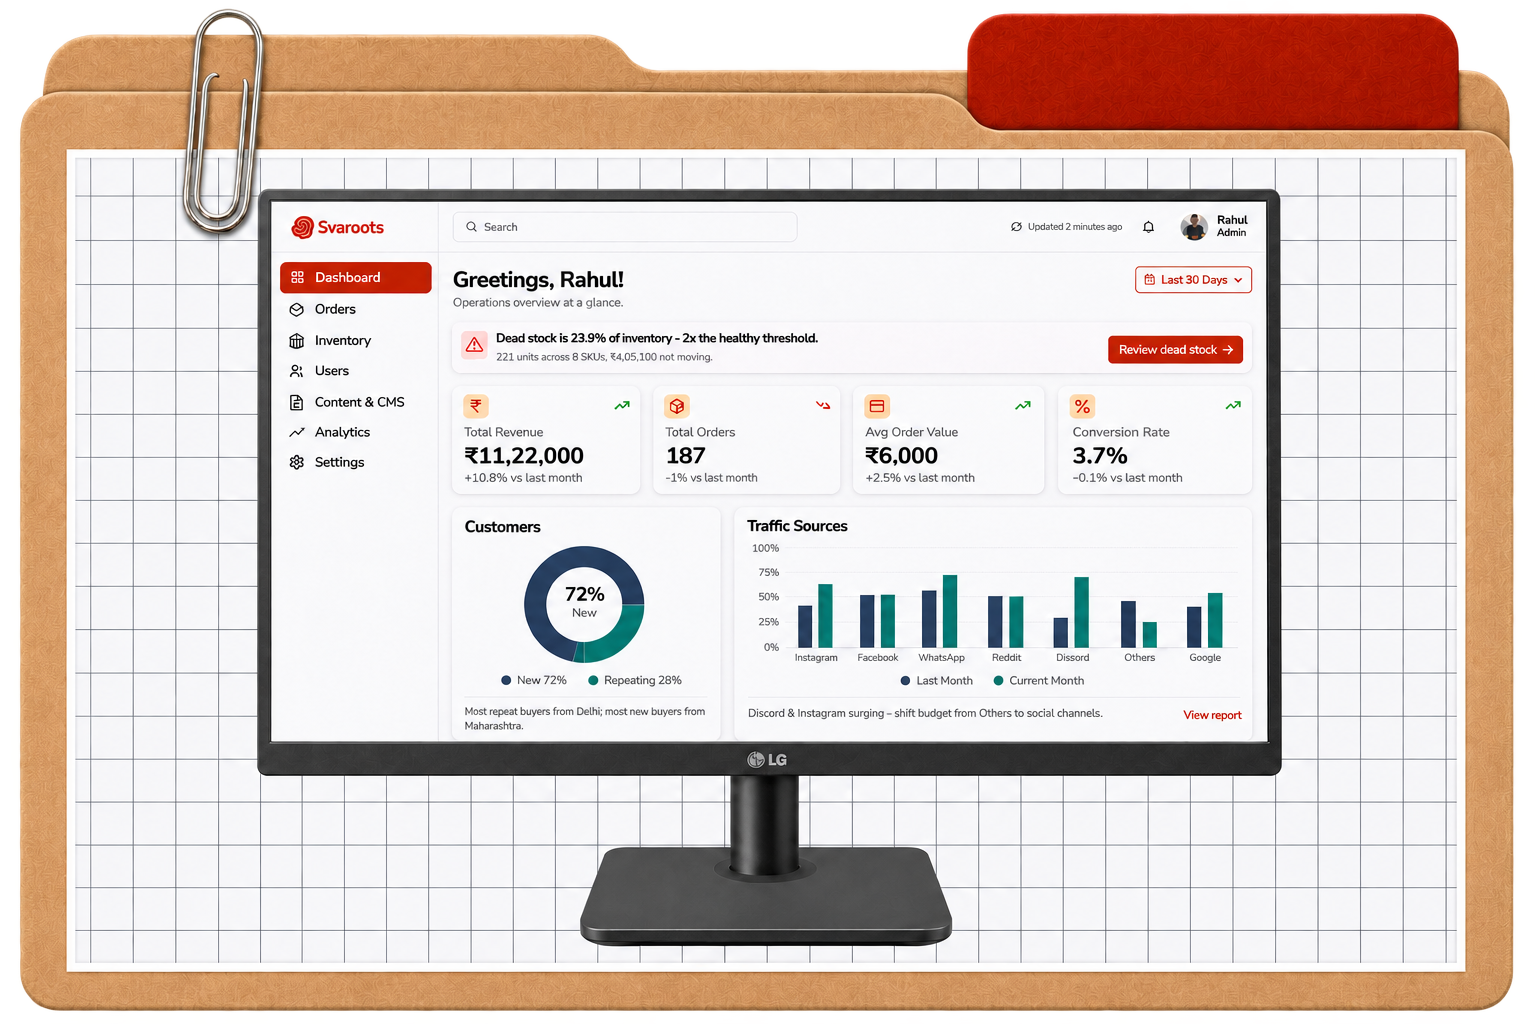 Svaroots
Search
Updated 2 minutes ago
Rahul
Admin
Dashboard
Orders
Inventory
Users
Content & CMS
Analytics
Settings
Greetings, Rahul!
Operations overview at a glance.
Last 30 Days
Dead stock is 23.9% of inventory - 2x the healthy threshold.
221 units across 8 SKUs, ₹4,05,100 not moving.
Review dead stock →
₹
Total Revenue
₹11,22,000
+10.8% vs last month
Total Orders
187
-1% vs last month
Avg Order Value
₹6,000
+2.5% vs last month
%
Conversion Rate
3.7%
-0.1% vs last month
Customers
72%
New
New 72%
Repeating 28%
Most repeat buyers from Delhi; most new buyers from
Maharashtra.
Traffic Sources
100%
75%
50%
25%
0%
Instagram
Facebook
WhatsApp
Reddit
Dissord
Others
Google
Last Month
Current Month
Discord & Instagram surging – shift budget from Others to social channels.
View report
LG